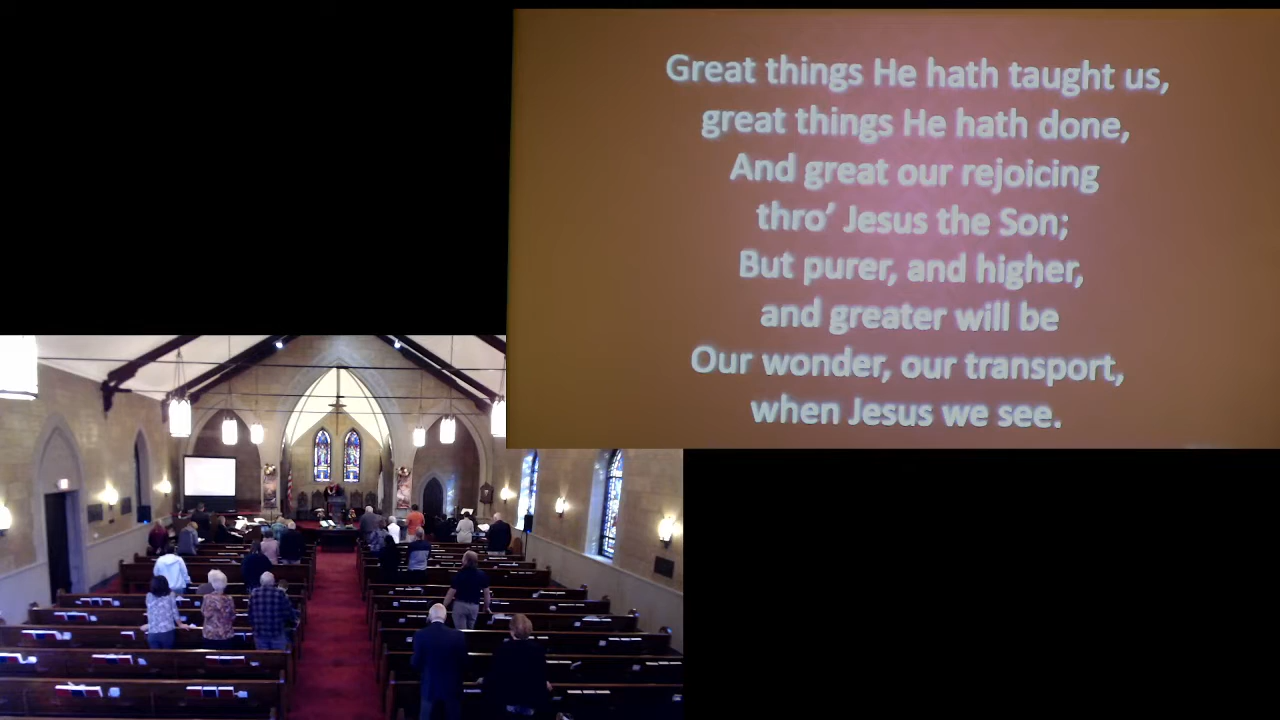 Great things He hath taught us,
great things He hath done,
And great our rejoicing
thro’ Jesus the Son;
But purer, and higher,
and greater will be
Our wonder, our transport,
when Jesus we see.